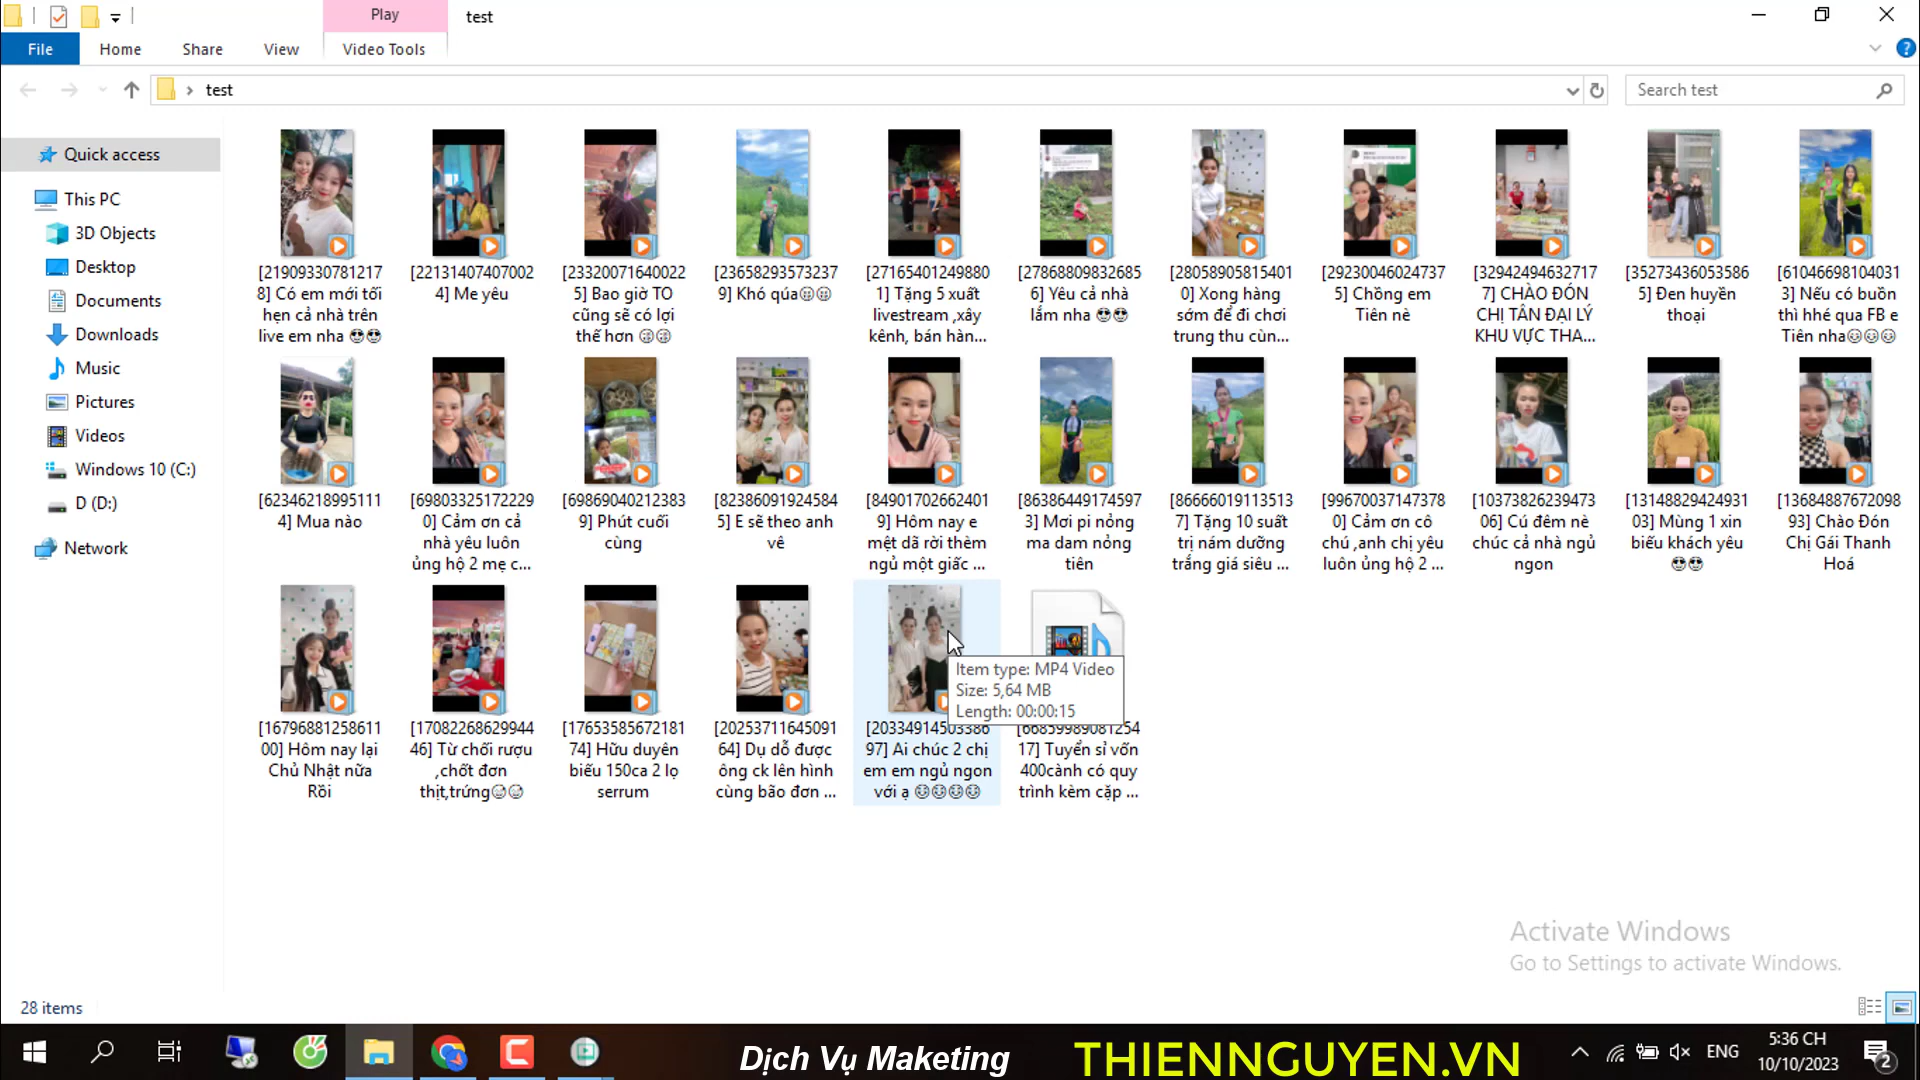 Play
test
File
Home
Share
View
Video Tools
test
Search test
Quick access
This PC
3D Objects
Desktop
Documents
Downloads
Music
Pictures
Videos
Windows 10 (C:)
D (D:)
Network
[21909330781217
8] Có em mới tối
hẹn cả nhà trên
live em nha 😎😎
[22131407407002
4] Me yêu
[23320071640022
5] Bao giờ TO
cũng sẽ có lợi
thế hơn
[23658293573237
9] Khó qúa
[27165401249880
1] Tặng 5 xuất
livestream ,xây
kênh, bán hàn...
[27868809832685
6] Yêu cả nhà
lắm nha 😎😎
[28058905815401
0] Xong hàng
sớm để đi chơi
trung thu cùn...
[29230046024737
5] Chồng em
Tiên nè
[32942494632717
7] CHÀO ĐÓN
CHỊ TÂN ĐẠI LÝ
KHU VỰC THA...
[35273436053586
5] Đen huyền
thoại
[61046698104031
3] Nếu có buồn
thì hhé qua FB e
Tiên nha
[62346218995111
4] Mua nào
[69803325172229
0] Cảm ơn cả
nhà yêu luôn
ủng hộ 2 mẹ c...
[69869040212383
9] Phút cuối
cùng
[82386091924584
5] E sẽ theo anh
vê
[84901702662401
9] Hôm nay e
mệt dã rời thèm
ngủ một giấc ...
[86386449174597
3] Mơi pi nỏng
ma dam nỏng
tiên
[86666019113513
7] Tặng 10 suất
trị nám dưỡng
trắng giá siêu ...
[99670037147378
0] Cảm ơn cô
chú ,anh chị yêu
luôn ủng hộ 2 ...
[10373826239473
06] Cú đêm nè
chúc cả nhà ngủ
ngon
[13148829424931
03] Mùng 1 xin
biếu khách yêu
😎😎
[13684887672098
93] Chào Đón
Chị Gái Thanh
Hoá
[16796881258611
00] Hôm nay lại
Chủ Nhật nữa
Rồi
[17082268629944
46] Từ chối rượu
,chốt đơn
thịt,trứng
[17653585672181
74] Hữu duyên
biếu 150ca 2 lọ
serrum
[20253711645091
64] Dụ dỗ được
ông ck lên hình
cùng bão đơn ...
[20334914503386
97] Ai chúc 2 chị
em em ngủ ngon
với ạ
[66859989081254
17] Tuyển sỉ vốn
400cành có quy
trình kèm cặp ...
Item type: MP4 Video
Size: 5,64 MB
Length: 00:00:15
Activate Windows
Go to Settings to activate Windows.
28 items
Dịch Vụ Maketing
THIENNGUYEN.VN
ENG
5:36 CH
10/10/2023
2